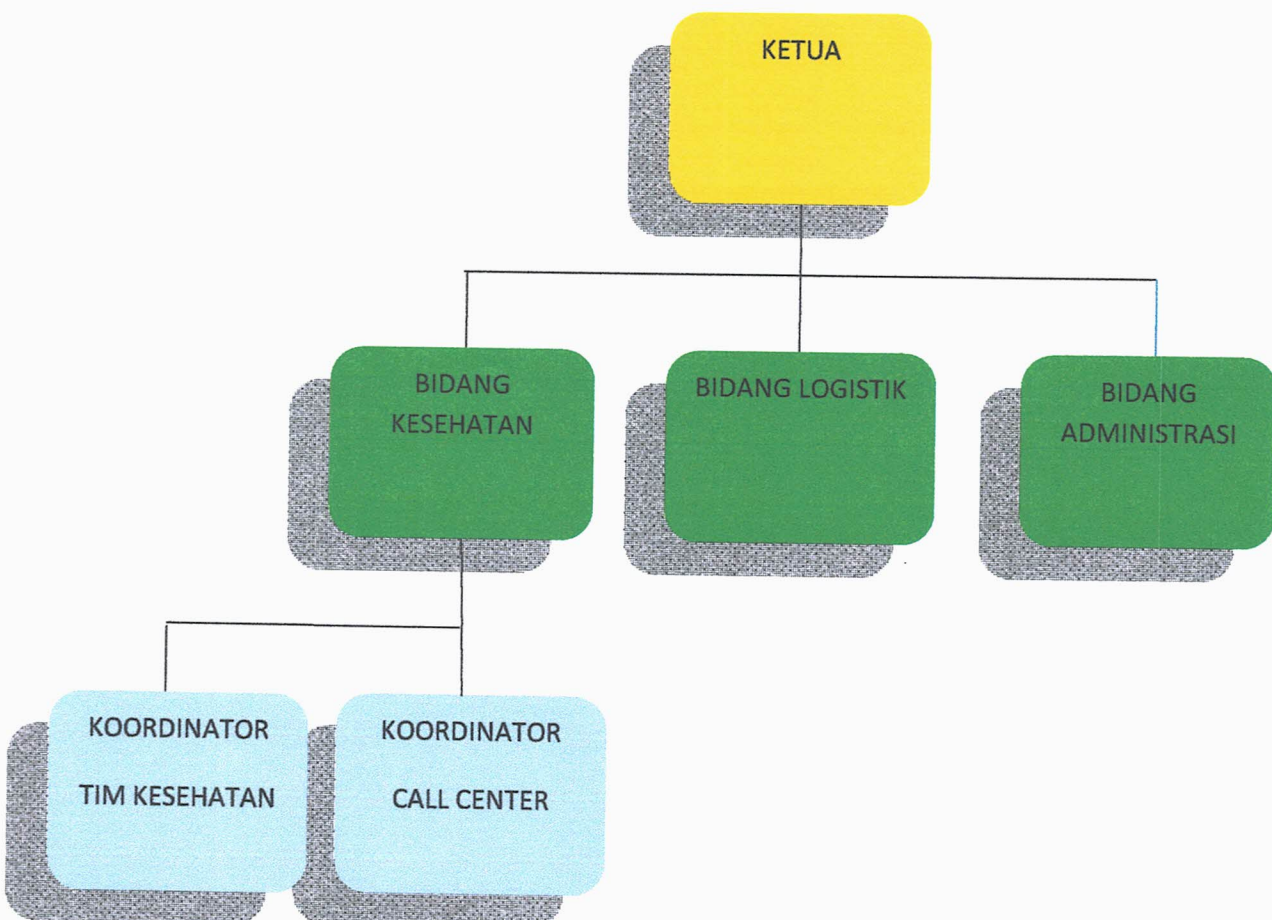 KETUA
BIDANG
KESEHATAN
BIDANG LOGISTIK
BIDANG
ADMINISTRASI
KOORDINATOR
TIM KESEHATAN
KOORDINATOR
CALL CENTER